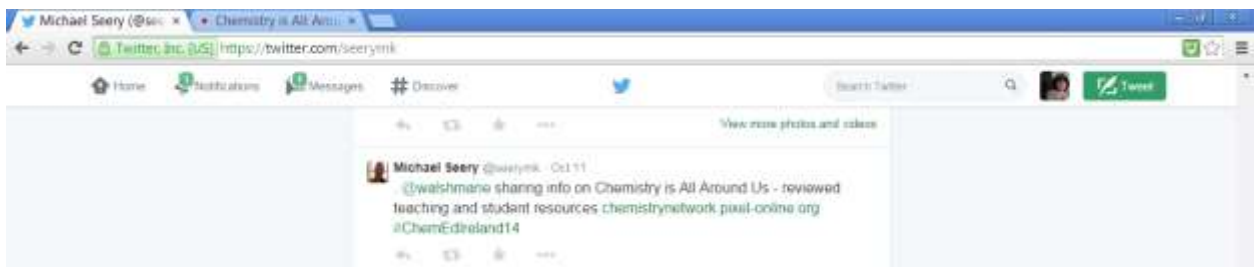 Michael Seery (@see
Chemistry is All Arou
Twitter, Inc. [US] https://twitter.com/seerymk
Home Notifications Messages # Discover Search Twitter Tweet
View more photos and videos
Michael Seery @seerymk · Oct 11
. @walshmarie sharing info on Chemistry is All Around Us - reviewed
teaching and student resources chemistrynetwork.pixel-online.org
#ChemEdIreland14